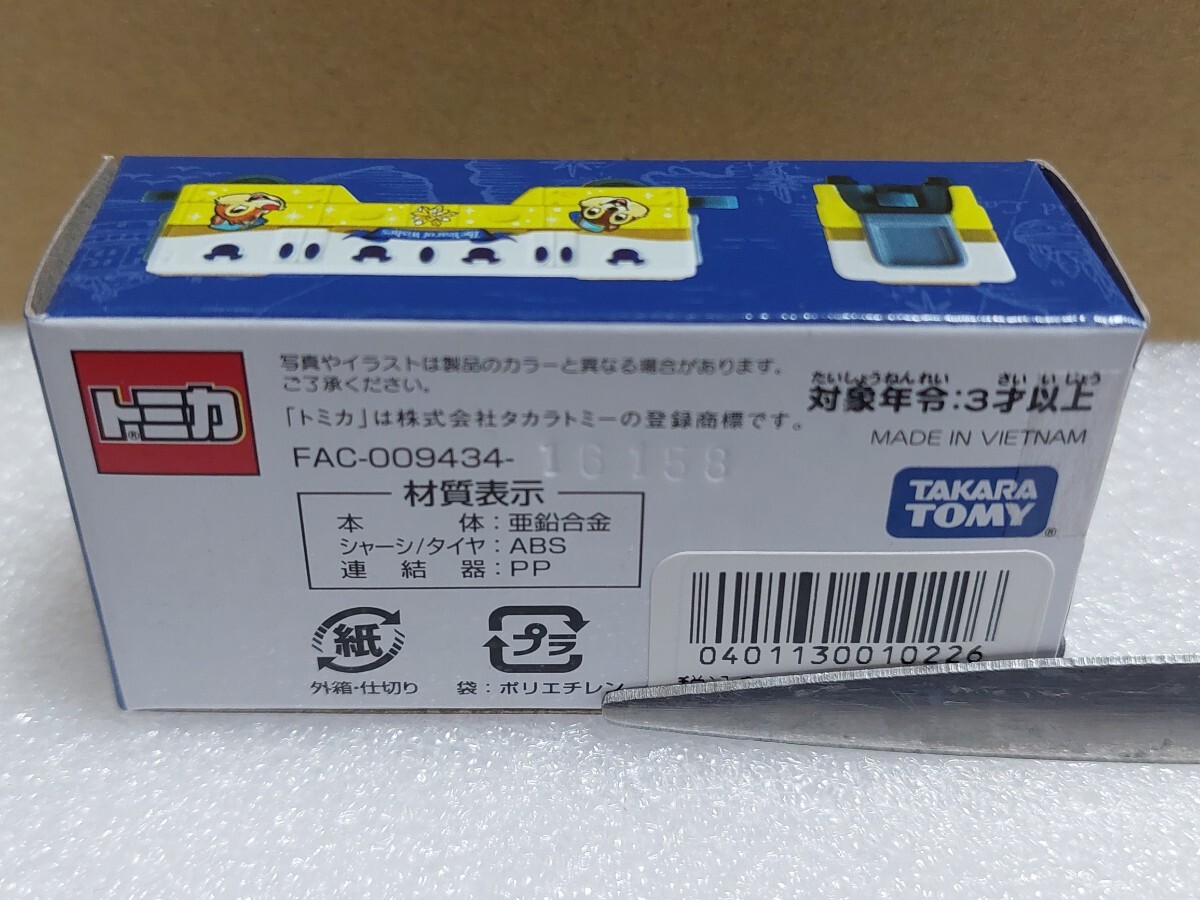 The Year of Wishes
トミカ®
写真やイラストは製品のカラーと異なる場合があります。
ご了承ください。
「トミカ」は株式会社タカラトミーの登録商標です。
FAC-009434-16158
たいしょうねんれい さい いじょう
対象年令:3才以上
MADE IN VIETNAM
TAKARA
TOMY®
材質表示
本体:亜鉛合金
シャーシ/タイヤ:ABS
連結器:PP
紙
外箱・仕切り
プラ
袋:ポリエチレン
0401130010226